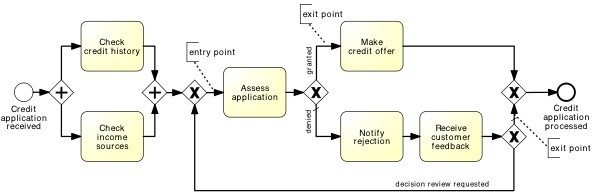 exit point
Check
credit history
Make
credit offer
entry point
granted
Assess
application
Credit
application
received
Credit
application
processed
denied
Check
income
sources
Notify
rejection
Receive
customer
feedback
exit point
decision review requested